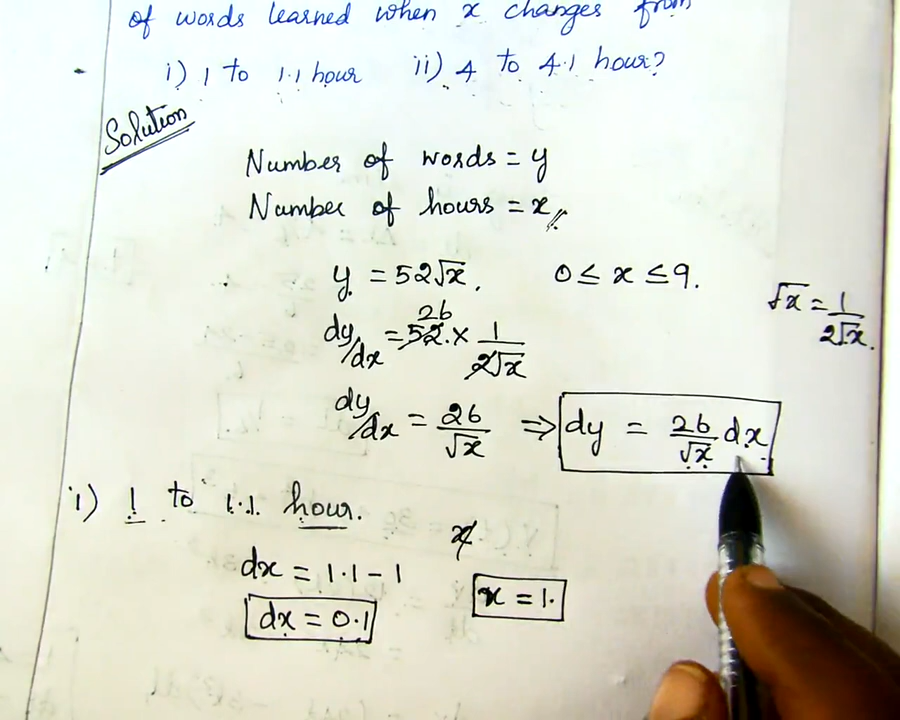 of words learned when x changes from
i) 1 to 1.1 hour ii) 4 to 4.1 hour?
Solution
Number of words = y
Number of hours = x
y = 52√x, 0 ≤ x ≤ 9.
dy/dx = 52 26 . x 1/2√x
√x = 1/2√x.
dy/dx = 26/√x ⇒ dy = 26/√x dx
i) 1 to 1.1 hour.
x
dx = 1.1 - 1
x = 1.
dx = 0.1